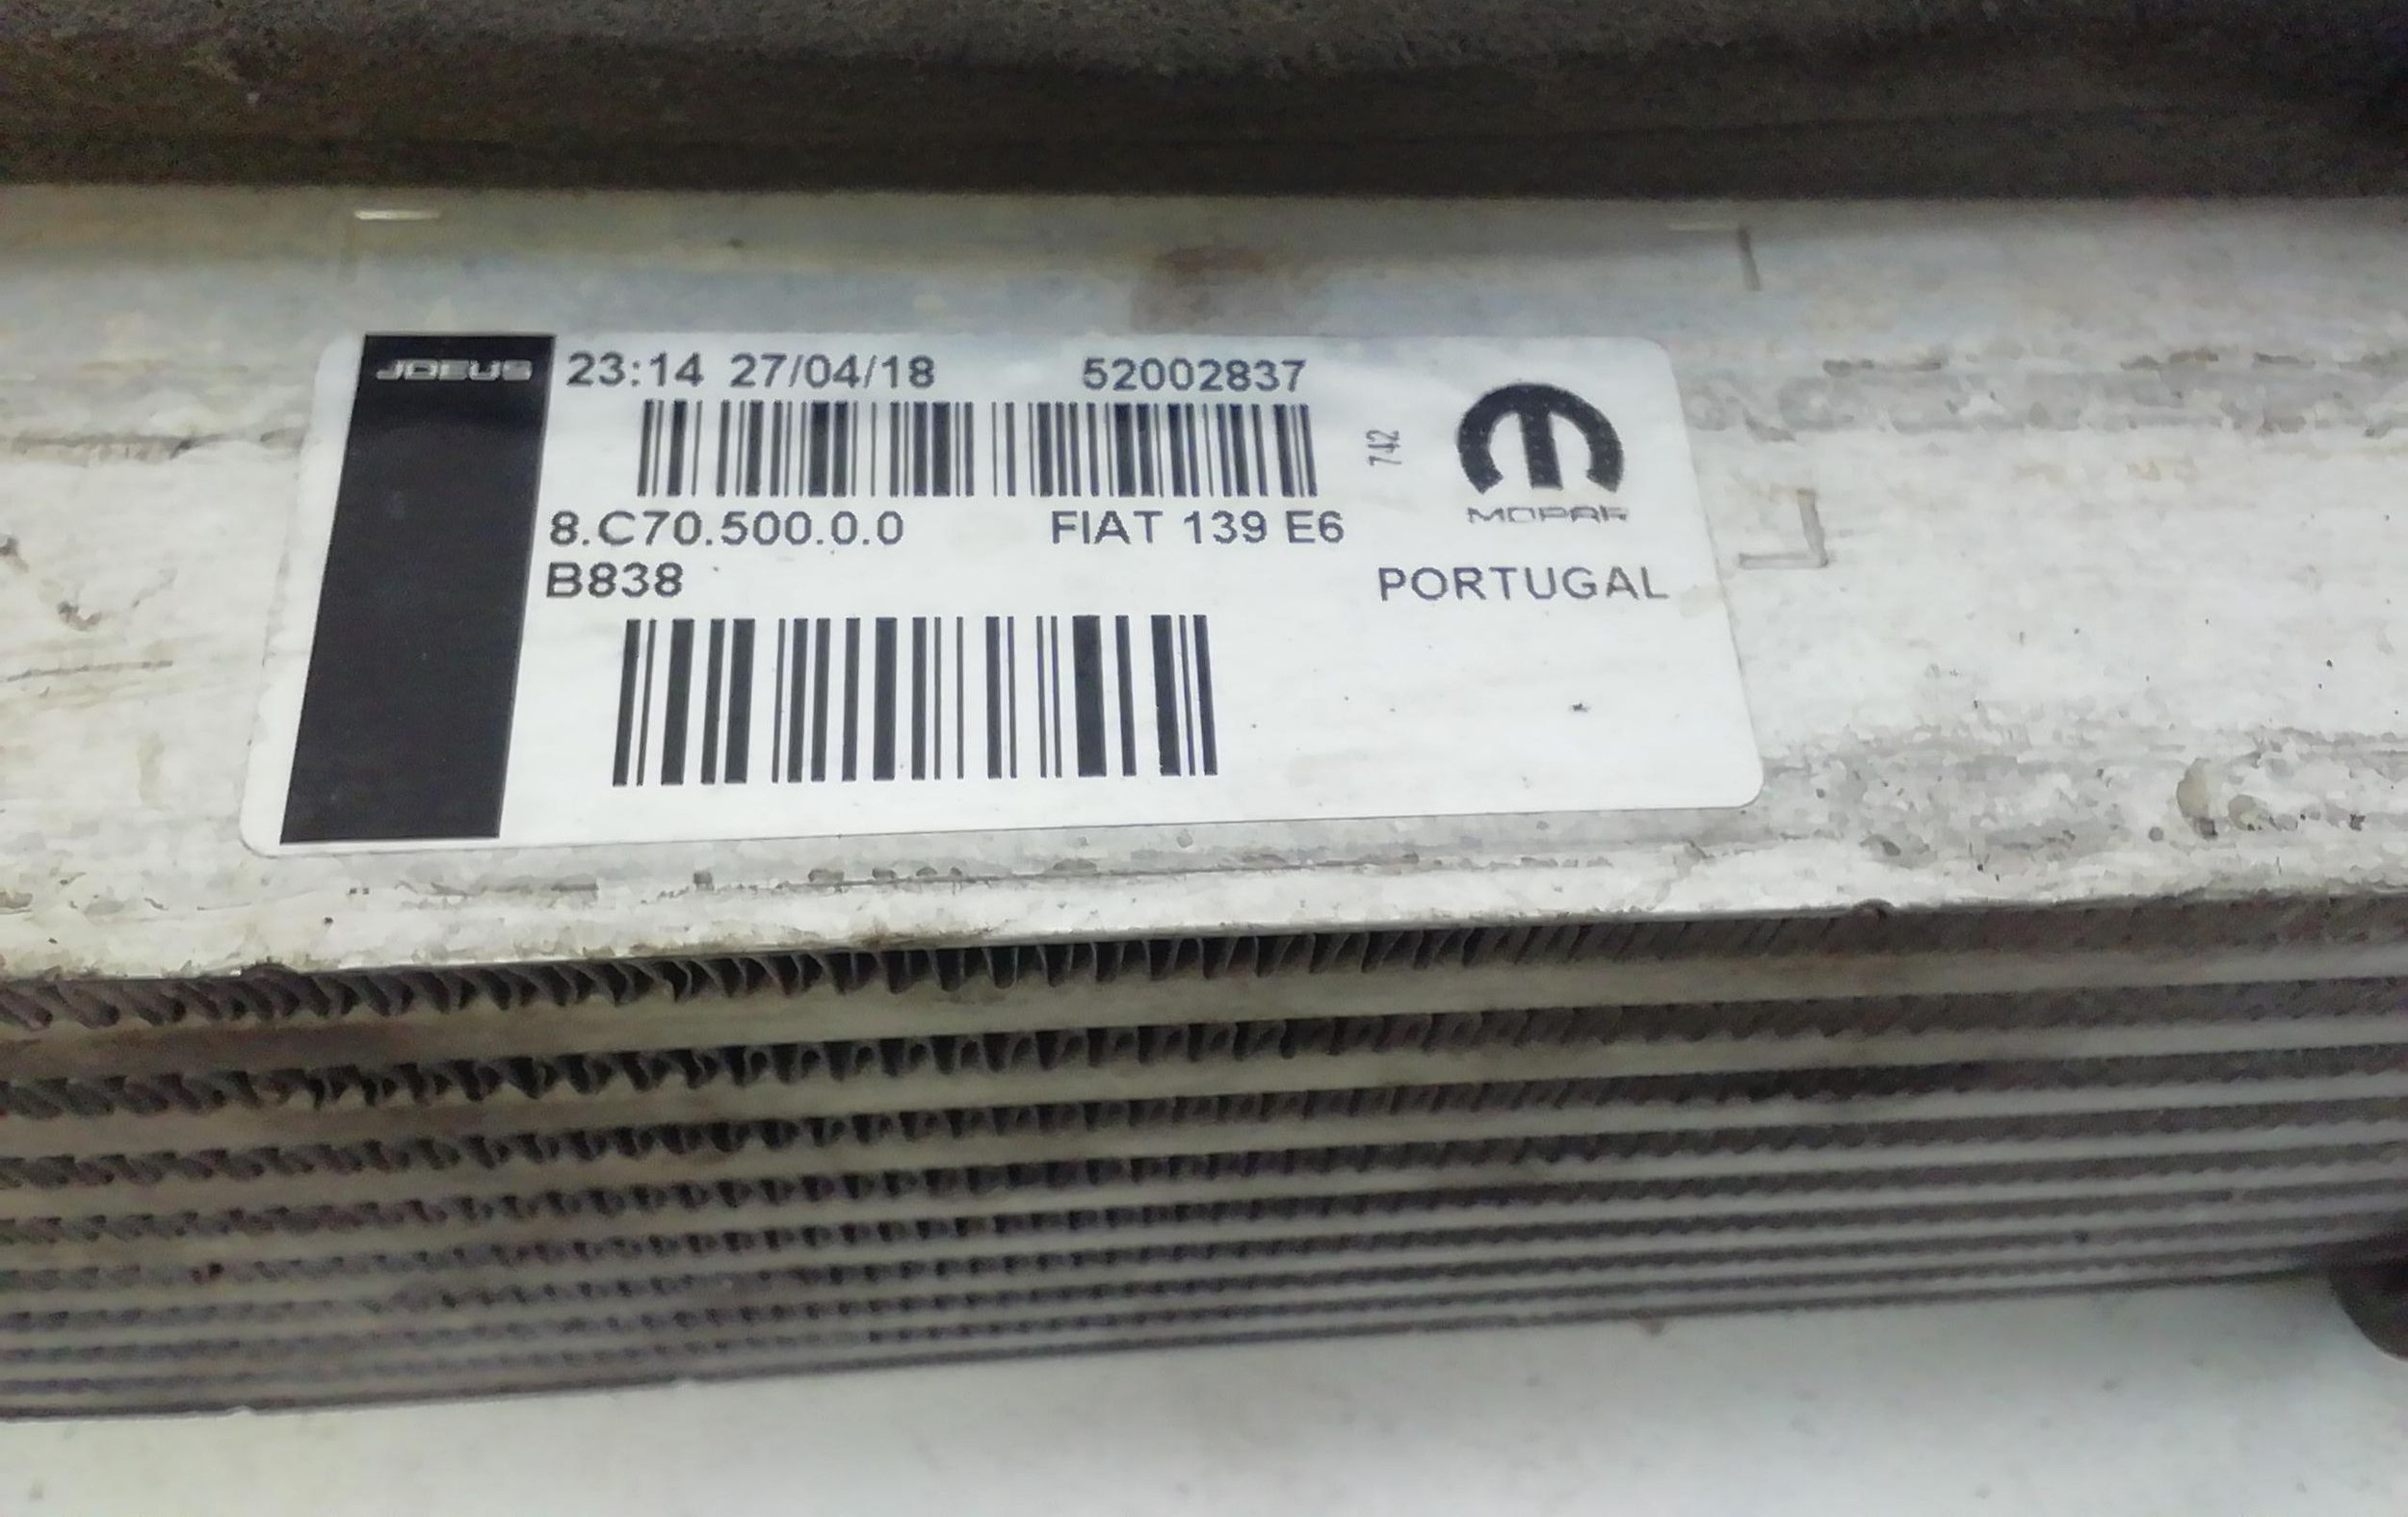 JDEUS
23:14 27/04/18 52002837
742
MOPAR
8.C70.500.0.0 FIAT 139 E6
B838
PORTUGAL